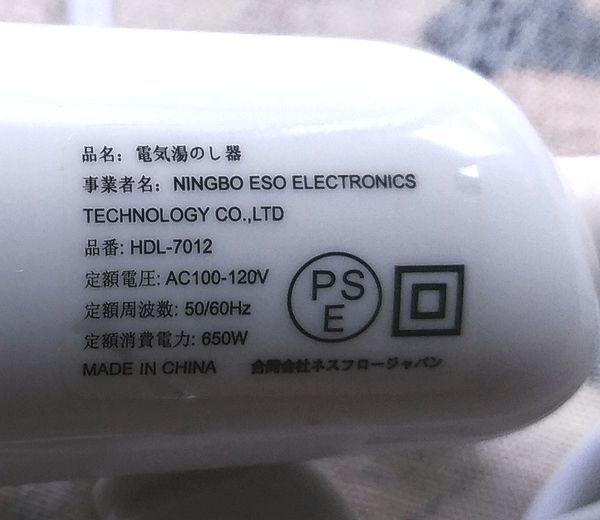 品名: 電気湯のし器
事業者名: NINGBO ESO ELECTRONICS
TECHNOLOGY CO.,LTD
品番: HDL-7012
定額電圧: AC100-120V
定額周波数: 50/60Hz
定額消費電力: 650W
MADE IN CHINA 合同会社ネスフロージャパン
PSE